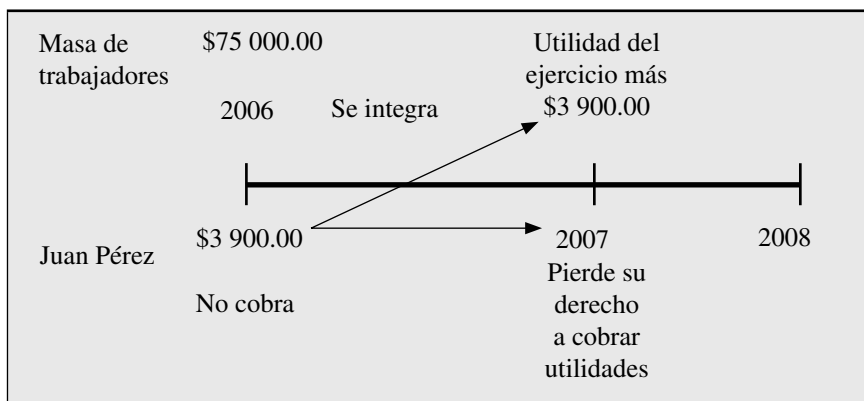 Masa de
trabajadores
$75 000.00
Utilidad del
ejercicio más
$3 900.00
2006
Se integra
Juan Pérez
$3 900.00
No cobra
2007
Pierde su
derecho
a cobrar
utilidades
2008